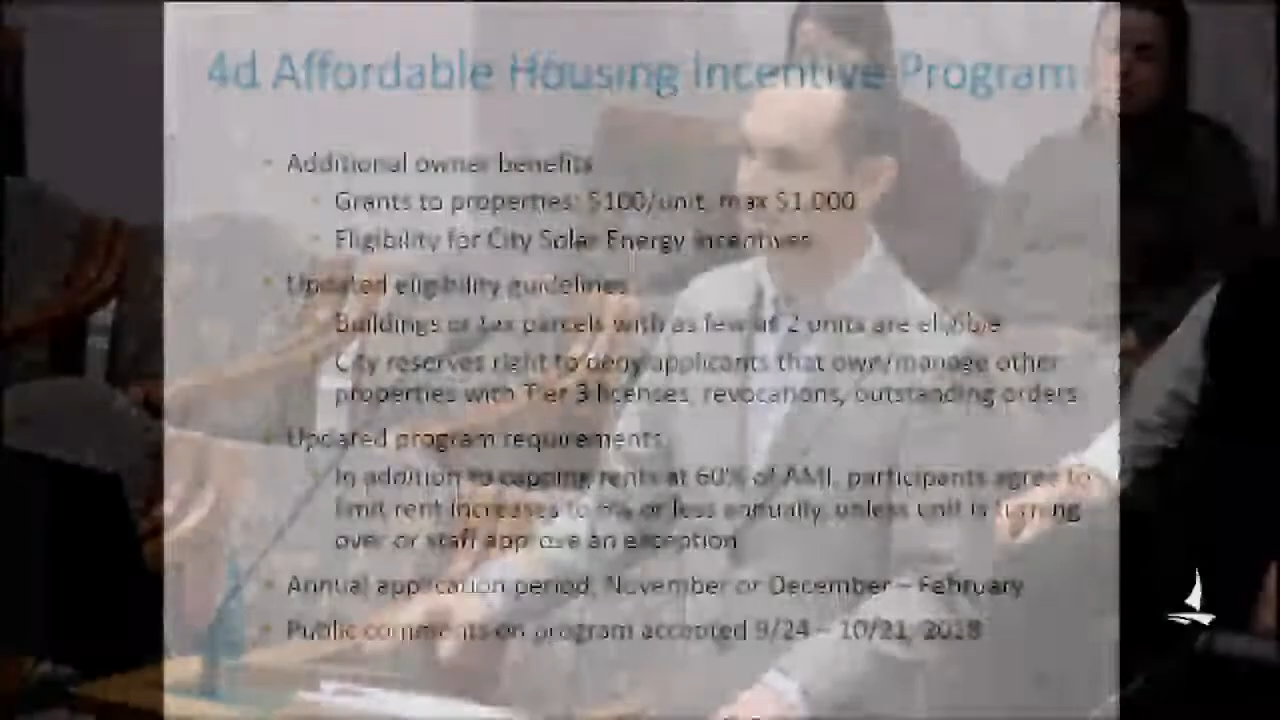 4d Affordable Housing Incentive Program
Additional owner benefits
Grants to properties: $100/unit, max $1,000
Eligibility for City Solar Energy Incentives
Updated eligibility guidelines
Buildings or tax parcels with as few as 2 units are eligible
City reserves right to deny applicants that own/manage other
properties with Tier 3 licenses, revocations, outstanding orders
Updated program requirements
In addition to capping rents at 60% of AMI, participants agree to
limit rent increases to or less annually, unless unit is turning
over or staff approve an exception
Annual application period, November or December – February
Public comments on program accepted 9/24 – 10/21, 2018